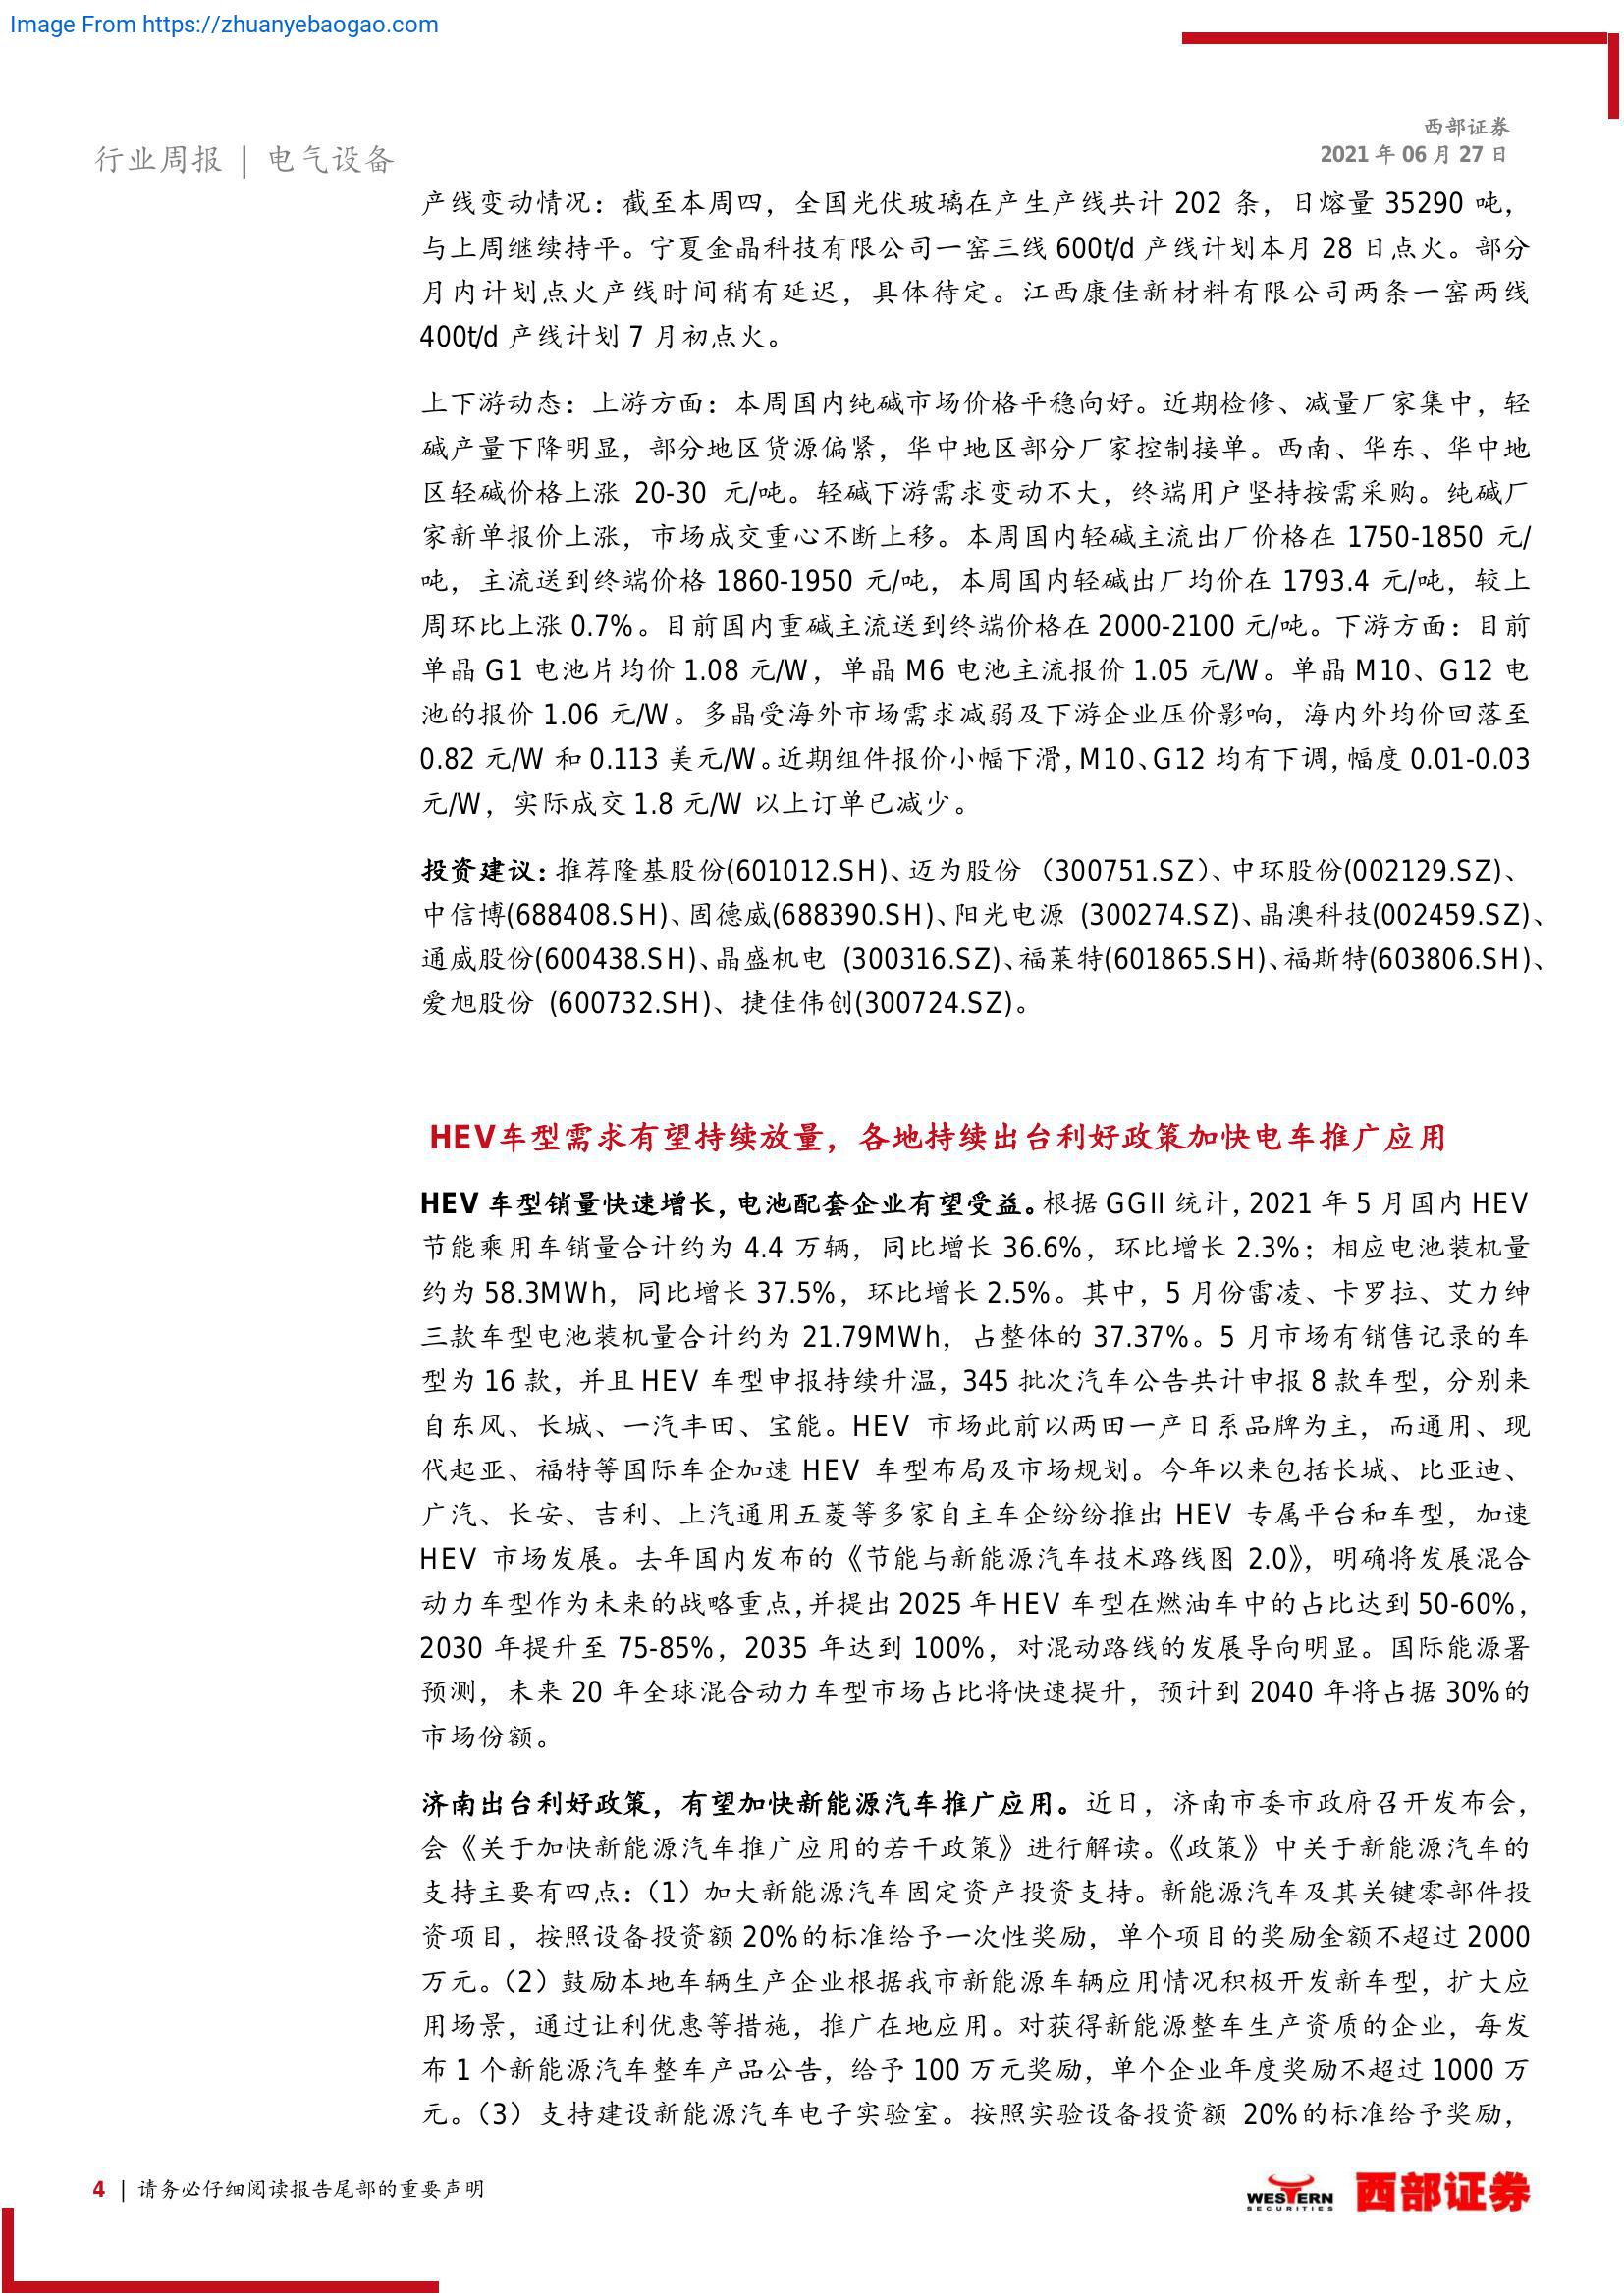 Image From https://zhuanyebaogao.com
西部证券
2021 年 06 月 27 日
行业周报 | 电气设备
产线变动情况：截至本周四，全国光伏玻璃在产生产线共计 202 条，日熔量 35290 吨，
与上周继续持平。宁夏金晶科技有限公司一窑三线 600t/d 产线计划本月 28 日点火。部分
月内计划点火产线时间稍有延迟，具体待定。江西康佳新材料有限公司两条一窑两线
400t/d 产线计划 7 月初点火。
上下游动态：上游方面：本周国内纯碱市场价格平稳向好。近期检修、减量厂家集中，轻
碱产量下降明显，部分地区货源偏紧，华中地区部分厂家控制接单。西南、华东、华中地
区轻碱价格上涨 20-30 元/吨。轻碱下游需求变动不大，终端用户坚持按需采购。纯碱厂
家新单报价上涨，市场成交重心不断上移。本周国内轻碱主流出厂价格在 1750-1850 元/
吨，主流送到终端价格 1860-1950 元/吨，本周国内轻碱出厂均价在 1793.4 元/吨，较上
周环比上涨 0.7%。目前国内重碱主流送到终端价格在 2000-2100 元/吨。下游方面：目前
单晶 G1 电池片均价 1.08 元/W，单晶 M6 电池主流报价 1.05 元/W。单晶 M10、G12 电
池的报价 1.06 元/W。多晶受海外市场需求减弱及下游企业压价影响，海内外均价回落至
0.82 元/W 和 0.113 美元/W。近期组件报价小幅下滑，M10、G12 均有下调，幅度 0.01-0.03
元/W，实际成交 1.8 元/W 以上订单已减少。
投资建议：推荐隆基股份(601012.SH)、迈为股份（300751.SZ）、中环股份(002129.SZ)、
中信博(688408.SH)、固德威(688390.SH)、阳光电源 (300274.SZ)、晶澳科技(002459.SZ)、
通威股份(600438.SH)、晶盛机电 (300316.SZ)、福莱特(601865.SH)、福斯特(603806.SH)、
爱旭股份 (600732.SH)、捷佳伟创(300724.SZ)。
HEV车型需求有望持续放量，各地持续出台利好政策加快电车推广应用
HEV 车型销量快速增长，电池配套企业有望受益。根据 GGII 统计，2021 年 5 月国内 HEV
节能乘用车销量合计约为 4.4 万辆，同比增长 36.6%，环比增长 2.3%；相应电池装机量
约为 58.3MWh，同比增长 37.5%，环比增长 2.5%。其中，5 月份雷凌、卡罗拉、艾力绅
三款车型电池装机量合计约为 21.79MWh，占整体的 37.37%。5 月市场有销售记录的车
型为 16 款，并且 HEV 车型申报持续升温，345 批次汽车公告共计申报 8 款车型，分别来
自东风、长城、一汽丰田、宝能。HEV 市场此前以两田一产日系品牌为主，而通用、现
代起亚、福特等国际车企加速 HEV 车型布局及市场规划。今年以来包括长城、比亚迪、
广汽、长安、吉利、上汽通用五菱等多家自主车企纷纷推出 HEV 专属平台和车型，加速
HEV 市场发展。去年国内发布的《节能与新能源汽车技术路线图 2.0》，明确将发展混合
动力车型作为未来的战略重点，并提出 2025 年 HEV 车型在燃油车中的占比达到 50-60%，
2030 年提升至 75-85%，2035 年达到 100%，对混动路线的发展导向明显。国际能源署
预测，未来 20 年全球混合动力车型市场占比将快速提升，预计到 2040 年将占据 30%的
市场份额。
济南出台利好政策，有望加快新能源汽车推广应用。近日，济南市委市政府召开发布会，
会《关于加快新能源汽车推广应用的若干政策》进行解读。《政策》中关于新能源汽车的
支持主要有四点：（1）加大新能源汽车固定资产投资支持。新能源汽车及其关键零部件投
资项目，按照设备投资额 20%的标准给予一次性奖励，单个项目的奖励金额不超过 2000
万元。（2）鼓励本地车辆生产企业根据我市新能源车辆应用情况积极开发新车型，扩大应
用场景，通过让利优惠等措施，推广在地应用。对获得新能源整车生产资质的企业，每发
布 1 个新能源汽车整车产品公告，给予 100 万元奖励，单个企业年度奖励不超过 1000 万
元。（3）支持建设新能源汽车电子实验室。按照实验设备投资额 20%的标准给予奖励，
4 | 请务必仔细阅读报告尾部的重要声明
WESTERN
SECURITIES
西部证券